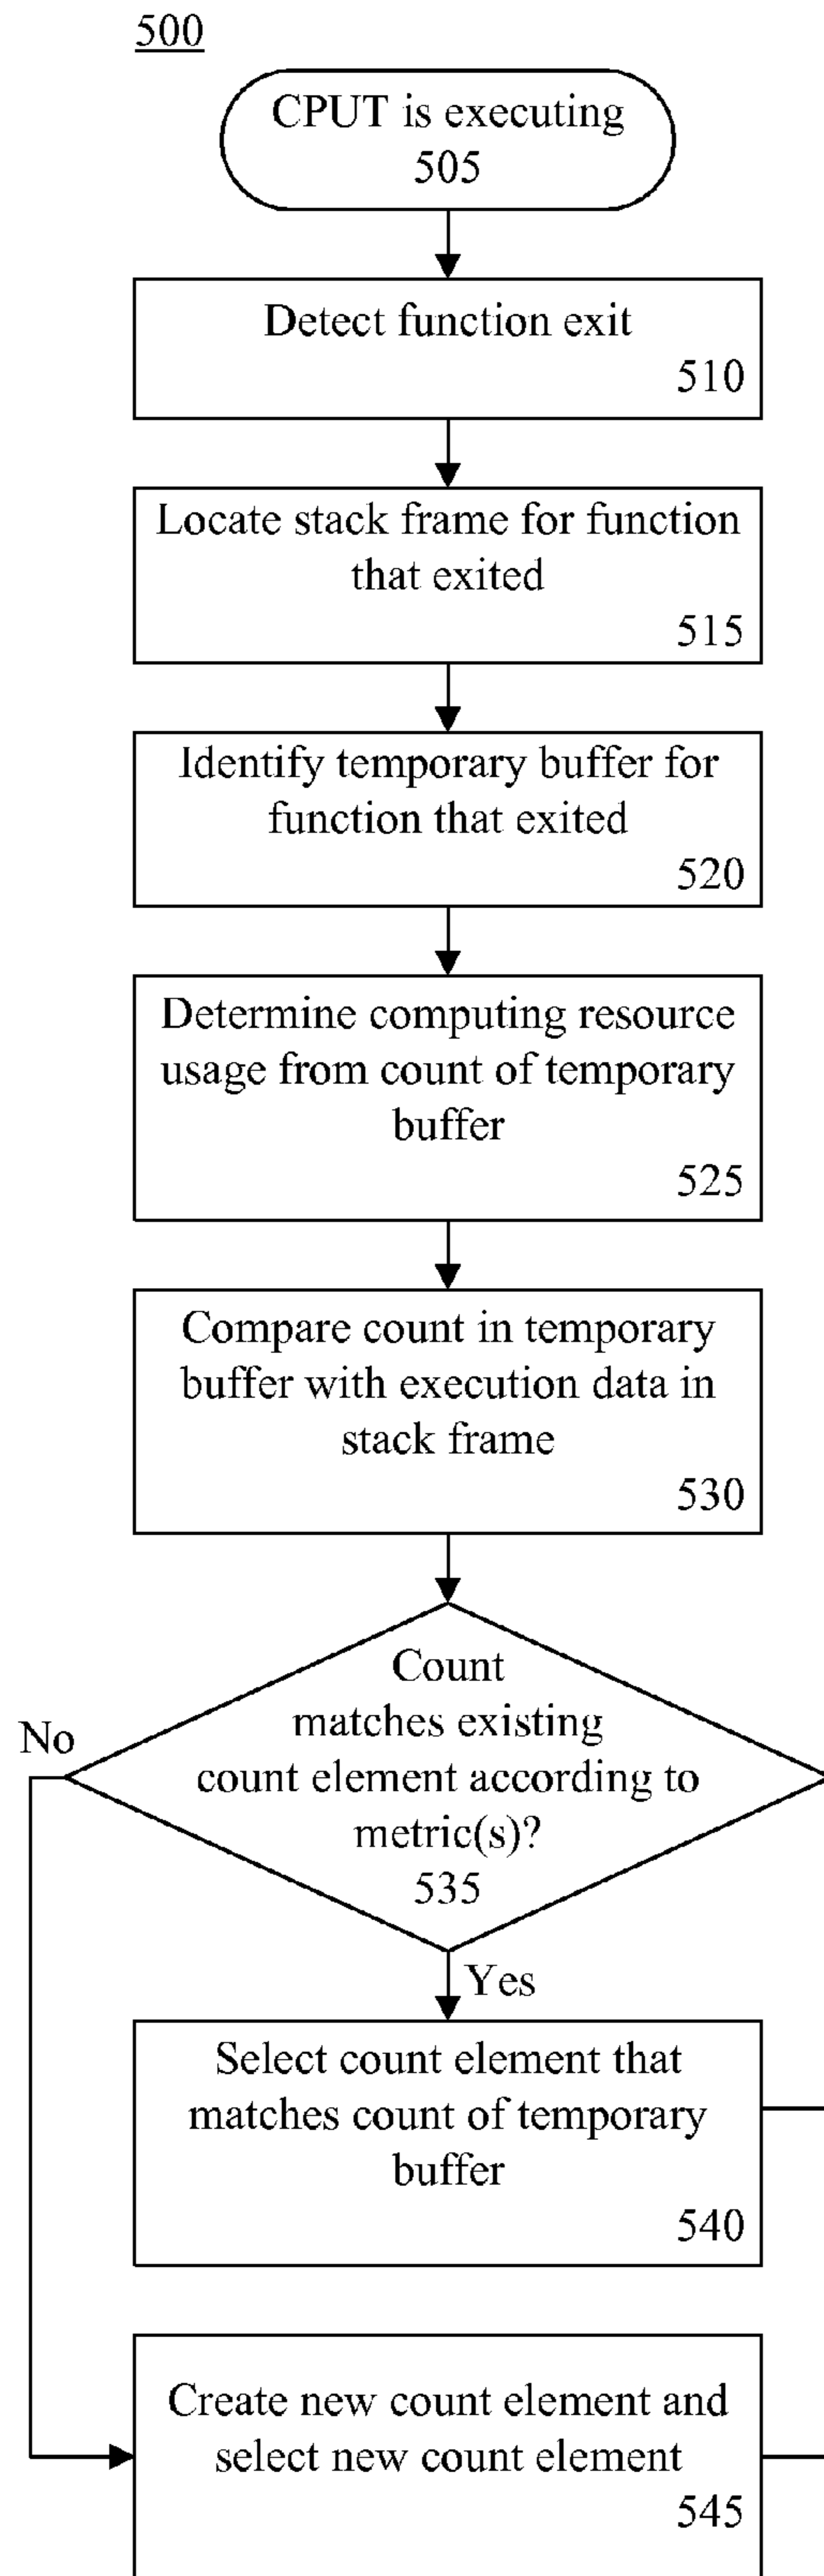 500
CPUT is executing
505
Detect function exit
510
Locate stack frame for function
that exited
515
Identify temporary buffer for
function that exited
520
Determine computing resource
usage from count of temporary
buffer
525
Compare count in temporary
buffer with execution data in
stack frame
530
Count
matches existing
count element according to
metric(s)?
535
No
Yes
Select count element that
matches count of temporary
buffer
540
Create new count element and
select new count element
545